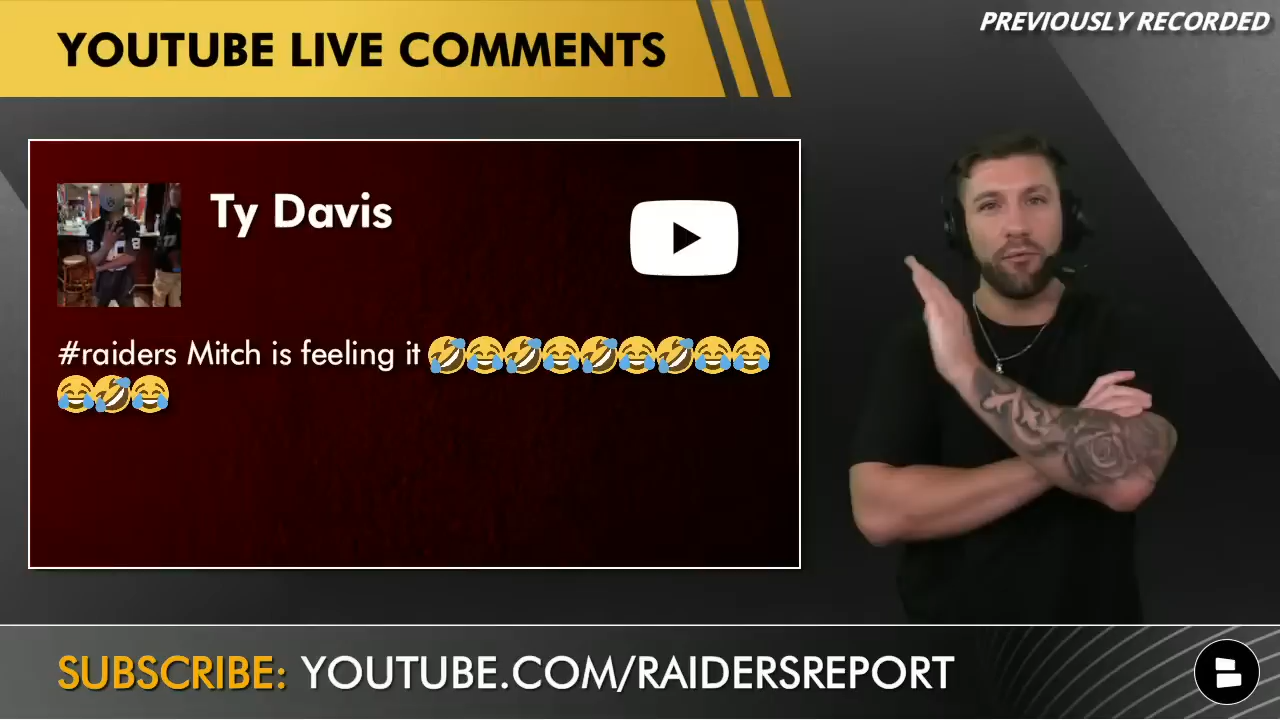 PREVIOUSLY RECORDED
YOUTUBE LIVE COMMENTS
Ty Davis
#raiders Mitch is feeling it 🤣😂🤣😂🤣😂🤣😂😂
😂🤣😂
SUBSCRIBE: YOUTUBE.COM/RAIDERSREPORT